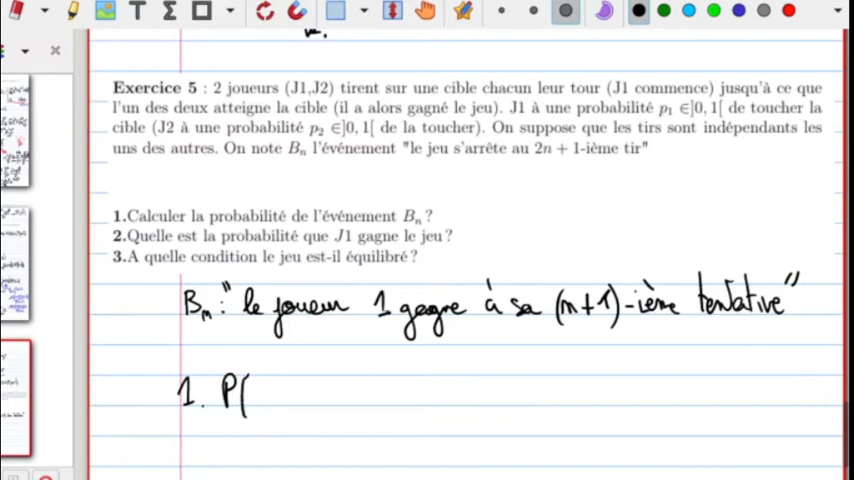 Exercice 5 : 2 joueurs (J1,J2) tirent sur une cible chacun leur tour (J1 commence) jusqu'à ce que
l'un des deux atteigne la cible (il a alors gagné le jeu). J1 à une probabilité p₁ ∈]0, 1[ de toucher la
cible (J2 à une probabilité p₂ ∈]0, 1[ de la toucher). On suppose que les tirs sont indépendants les
uns des autres. On note Bₙ l'événement "le jeu s'arrête au 2n + 1-ième tir"
1.Calculer la probabilité de l'événement Bₙ ?
2.Quelle est la probabilité que J1 gagne le jeu ?
3.A quelle condition le jeu est-il équilibré ?
Bₙ : "le joueur 1 gagne à sa (n+1)-ième tentative"
1. P(